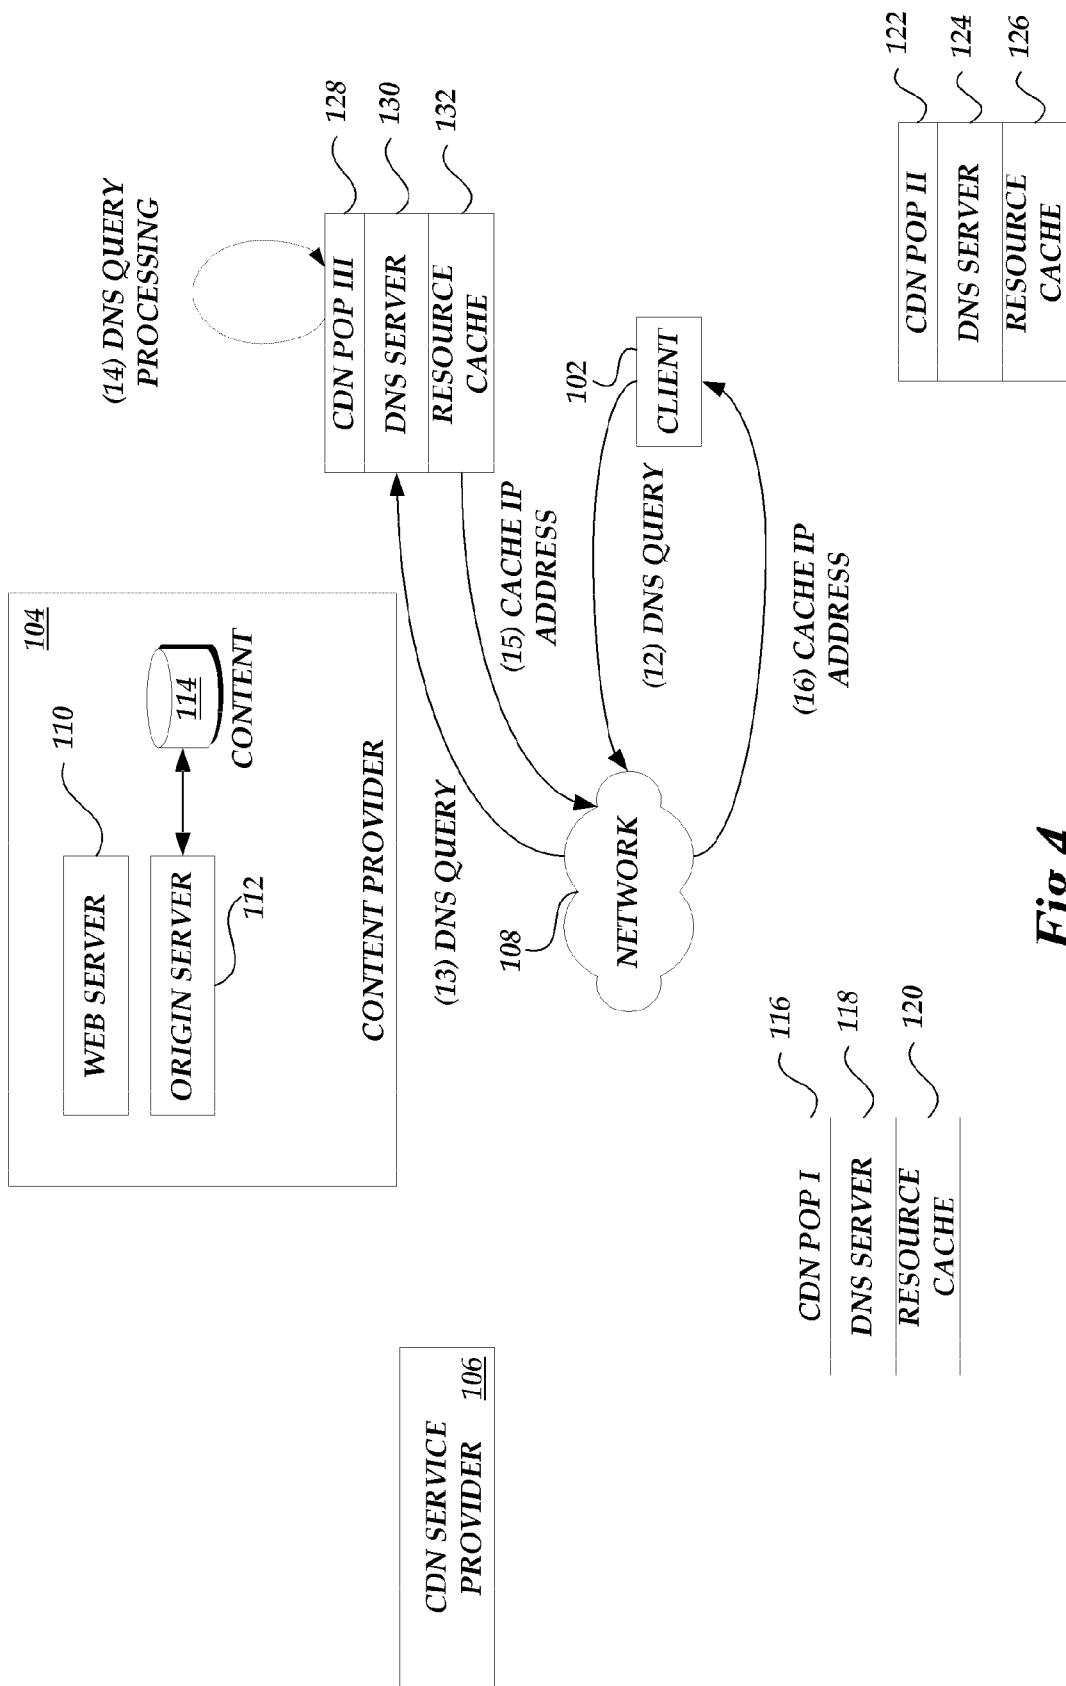 104
WEB SERVER
110
ORIGIN SERVER
112
114
CONTENT
CONTENT PROVIDER
(14) DNS QUERY
PROCESSING
CDN POP III
128
DNS SERVER
130
RESOURCE
CACHE
132
CDN SERVICE
PROVIDER
106
(13) DNS QUERY
(15) CACHE IP
ADDRESS
108
NETWORK
102
CLIENT
(12) DNS QUERY
(16) CACHE IP
ADDRESS
CDN POP I
116
DNS SERVER
118
RESOURCE
CACHE
120
CDN POP II
122
DNS SERVER
124
RESOURCE
CACHE
126
Fig.4